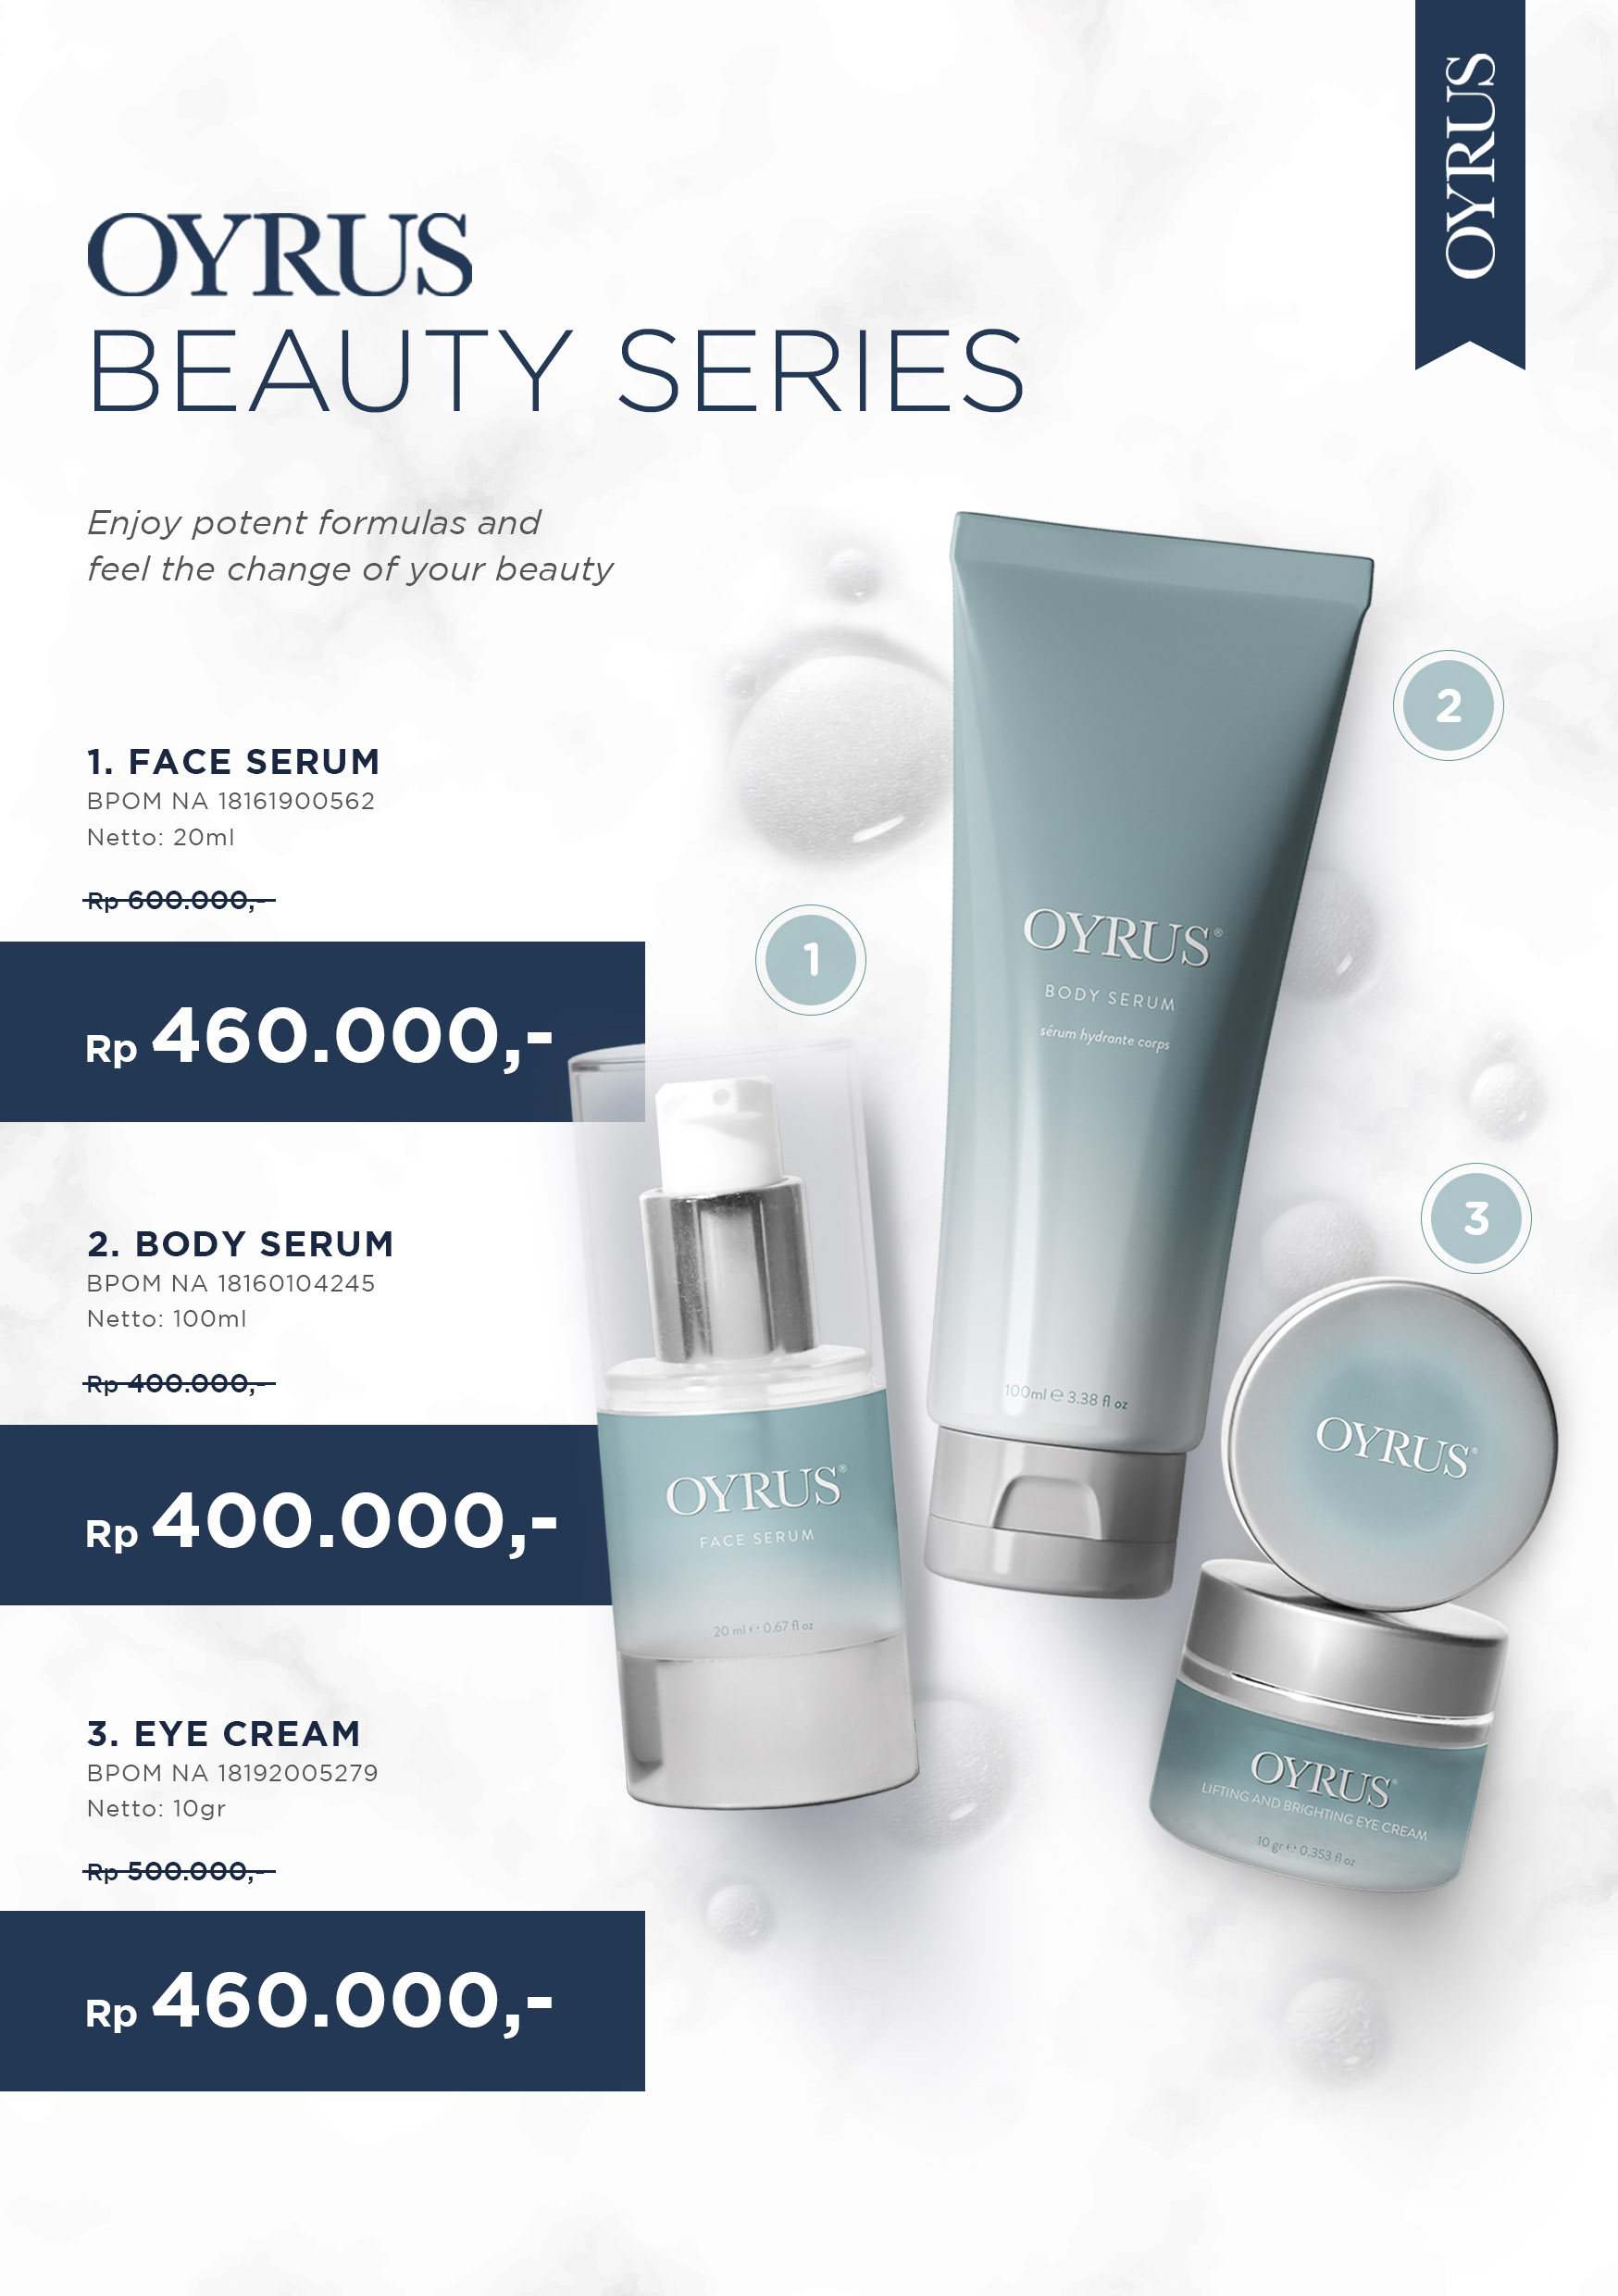 OYRUS
OYRUS
BEAUTY SERIES
Enjoy potent formulas and
feel the change of your beauty
1. FACE SERUM
BPOM NA 18161900562
Netto: 20ml
Rp 600.000,-
Rp 460.000,-
2. BODY SERUM
BPOM NA 18160104245
Netto: 100ml
Rp 400.000,-
Rp 400.000,-
3. EYE CREAM
BPOM NA 18192005279
Netto: 10gr
Rp 500.000,-
Rp 460.000,-
1
OYRUS®
FACE SERUM
20 ml ℮ 0.67 fl oz
2
OYRUS®
BODY SERUM
sérum hydrante corps
100ml ℮ 3.38 fl oz
3
OYRUS®
OYRUS®
LIFTING AND BRIGHTING EYE CREAM
10 gr ℮ 0.353 fl oz